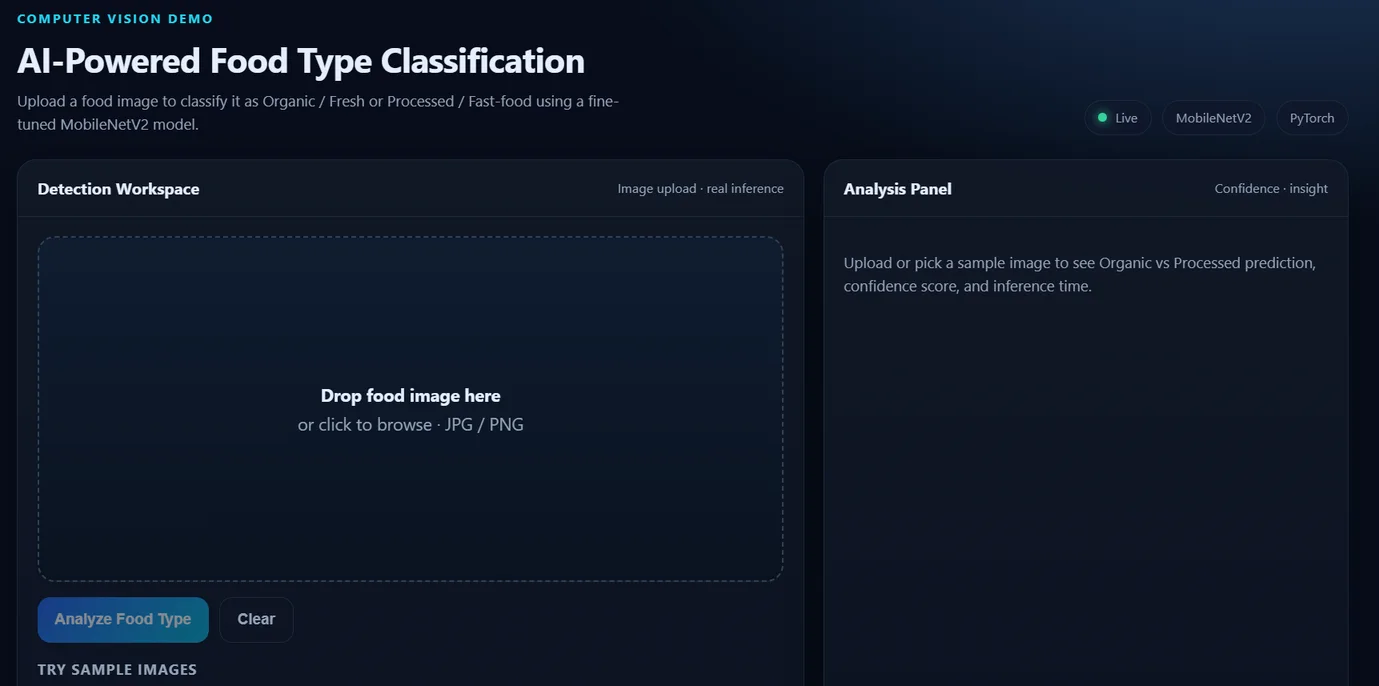 COMPUTER VISION DEMO
AI-Powered Food Type Classification
Upload a food image to classify it as Organic / Fresh or Processed / Fast-food using a fine-
tuned MobileNetV2 model.
Live
MobileNetV2
PyTorch
Detection Workspace
Image upload · real inference
Drop food image here
or click to browse · JPG / PNG
Analyze Food Type
Clear
TRY SAMPLE IMAGES
Analysis Panel
Confidence · insight
Upload or pick a sample image to see Organic vs Processed prediction,
confidence score, and inference time.